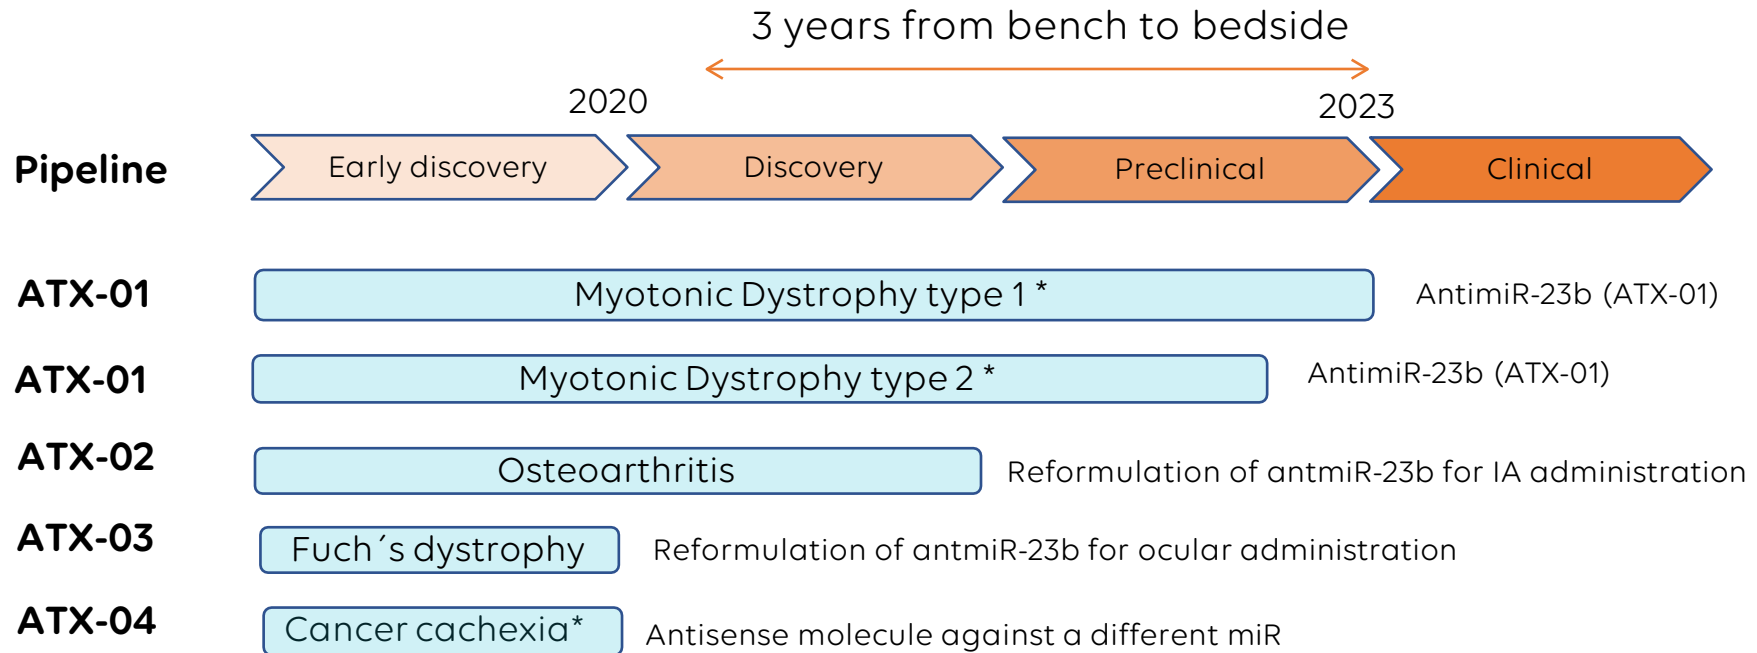 3 years from bench to bedside
2020
2023
Pipeline
Early discovery
Discovery
Preclinical
Clinical
ATX-01
Myotonic Dystrophy type 1 *
AntimiR-23b (ATX-01)
ATX-01
Myotonic Dystrophy type 2 *
AntimiR-23b (ATX-01)
ATX-02
Osteoarthritis
Reformulation of antmiR-23b for IA administration
ATX-03
Fuch´s dystrophy
Reformulation of antmiR-23b for ocular administration
ATX-04
Cancer cachexia*
Antisense molecule against a different miR